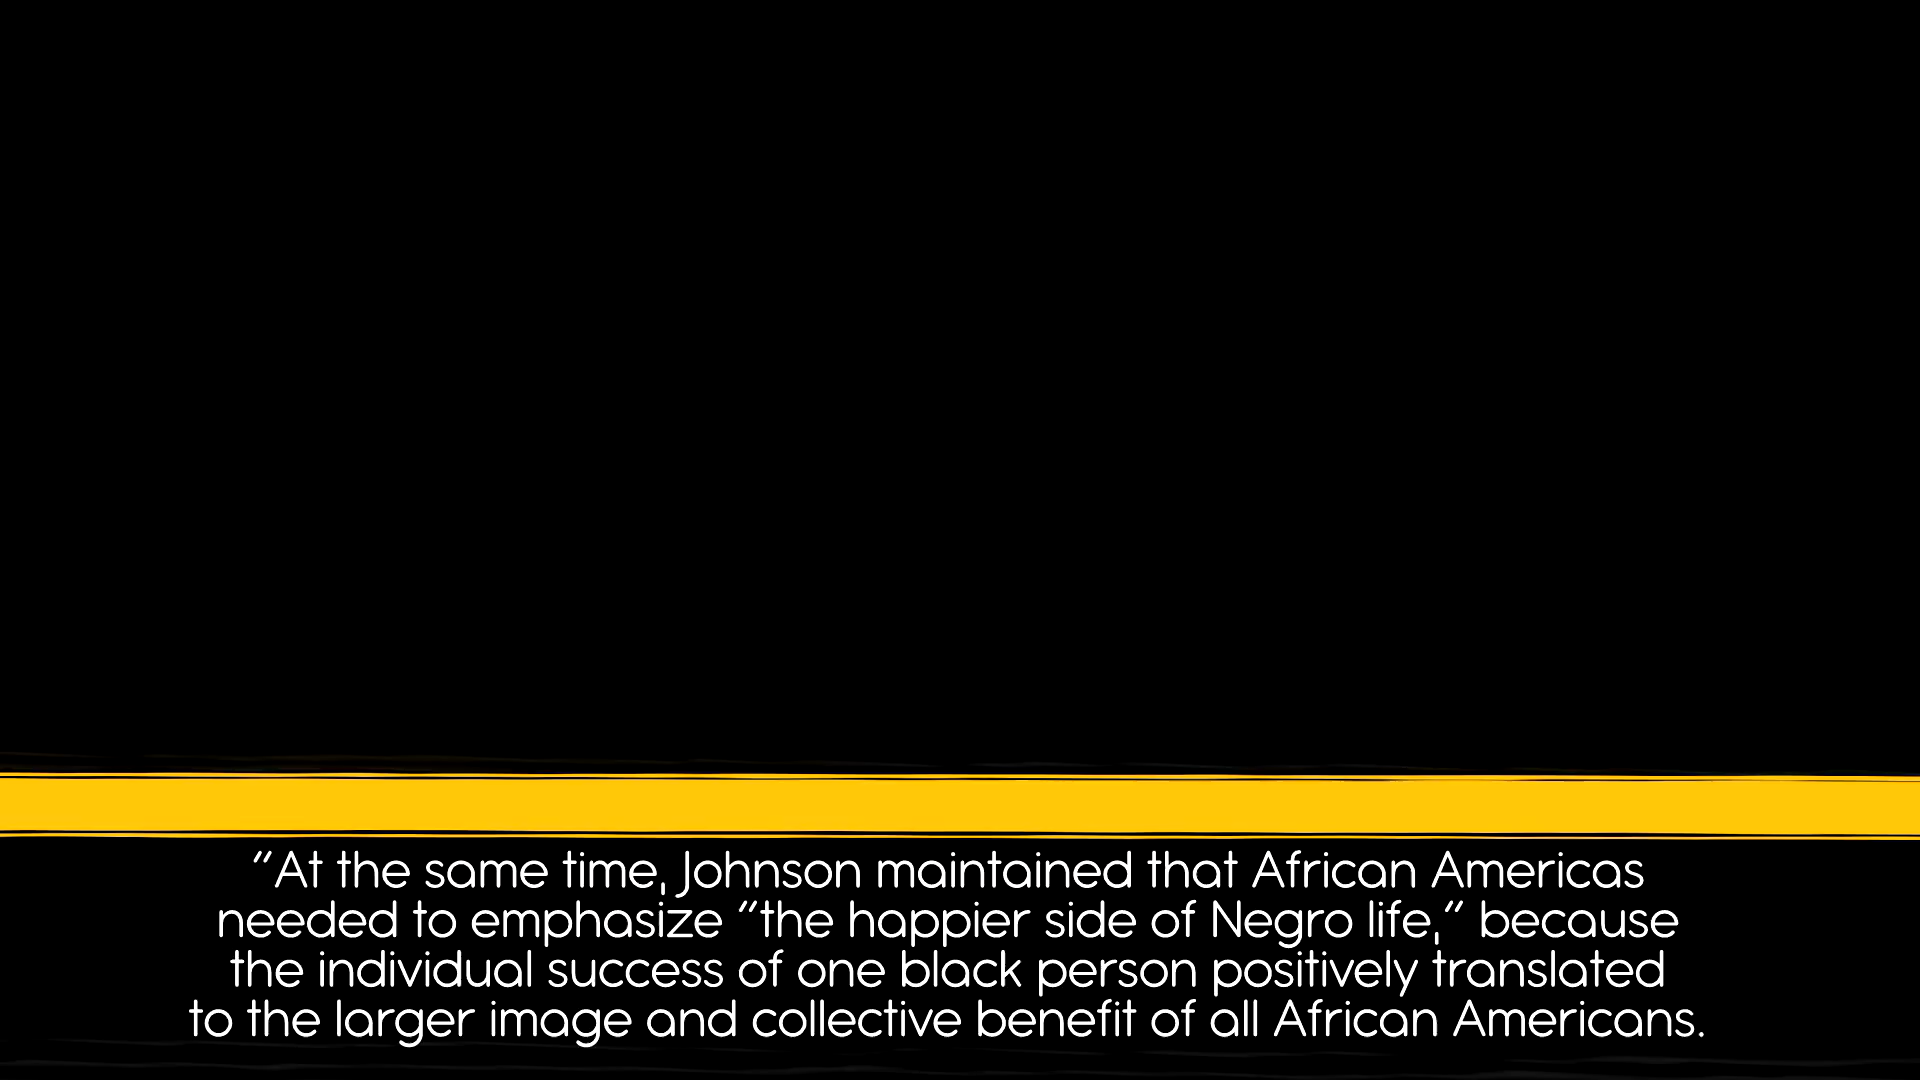 "At the same time, Johnson maintained that African Americas
needed to emphasize "the happier side of Negro life," because
the individual success of one black person positively translated
to the larger image and collective benefit of all African Americans.